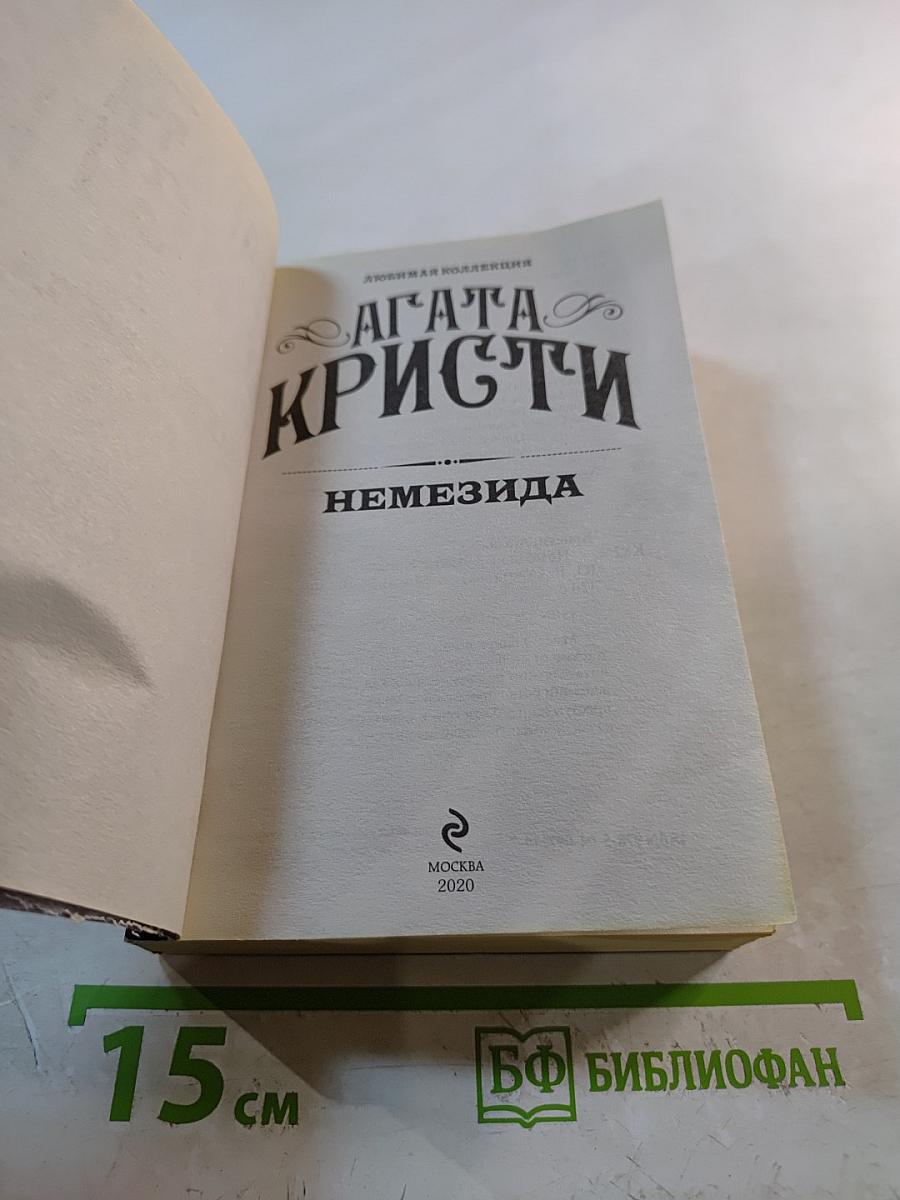 ЛЮБИМАЯ КОЛЛЕКЦИЯ
АГАТА
КРИСТИ
НЕМЕЗИДА
МОСКВА
2020
15 см
БФ БИБЛИОФАН